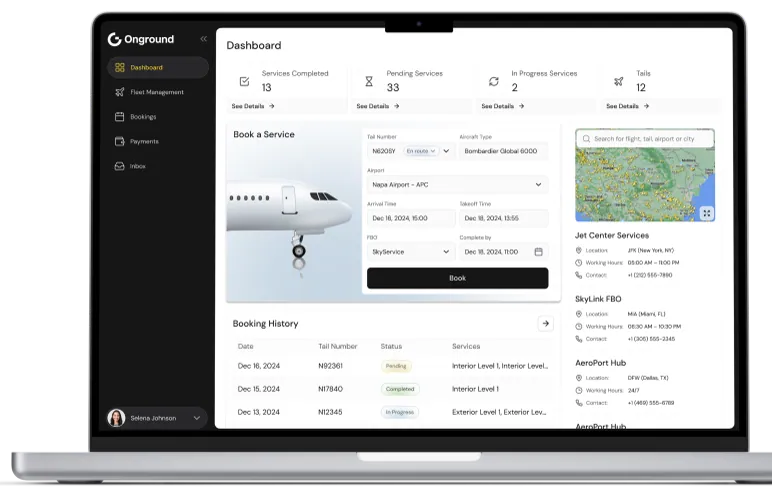 Onground
Dashboard
Fleet Management
Bookings
Payments
Inbox
Selena Johnson
Dashboard
Services Completed
13
See Details
Pending Services
33
See Details
In Progress Services
2
See Details
Tails
12
See Details
Book a Service
Tail Number
Aircraft Type
N620SY En route
Bombardier Global 6000
Airport
Napa Airport - APC
Arrival Time
Takeoff Time
Dec 16, 2024, 15:00
Dec 18, 2024, 13:55
FBO
Complete by
SkyService
Dec 18, 2024, 11:00
Book
Booking History
Date Tail Number Status Services
Dec 16, 2024 N92361 Pending Interior Level 1, Interior Level...
Dec 15, 2024 N17840 Completed Interior Level 1
Dec 13, 2024 N12345 In Progress Exterior Level 1, Exterior Lev...
Search for flight, tail, airport or city
Jet Center Services
Location: JFK (New York, NY)
Working Hours: 05:00 AM – 11:00 PM
Contact: +1 (212) 555-7890
SkyLink FBO
Location: MIA (Miami, FL)
Working Hours: 06:30 AM – 10:30 PM
Contact: +1 (305) 555-2345
AeroPort Hub
Location: DFW (Dallas, TX)
Working Hours: 24/7
Contact: +1 (469) 555-6789
AeroPort Hub